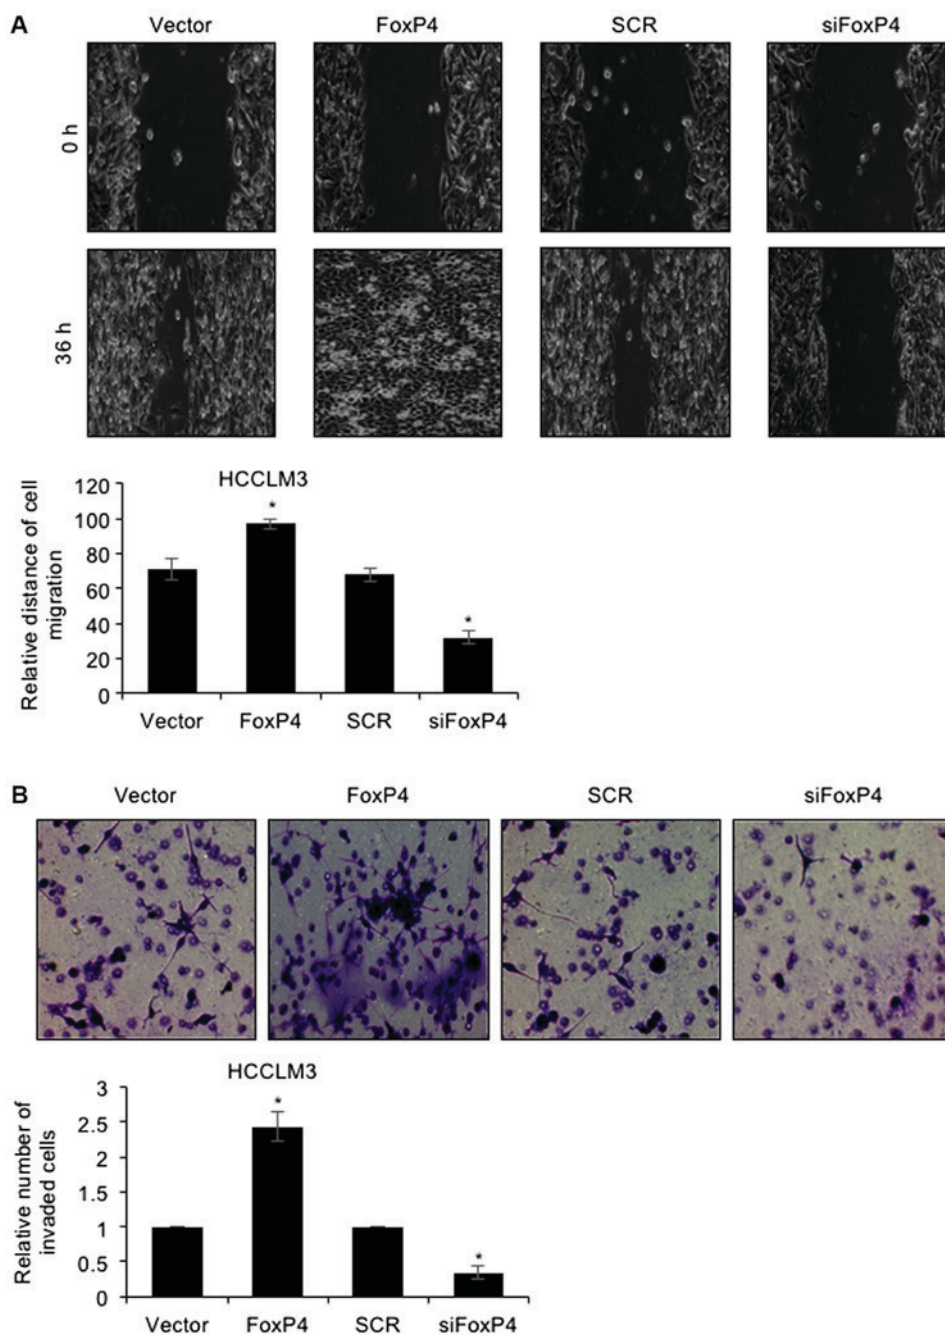 A
Vector FoxP4 SCR siFoxP4
0 h
36 h
HCCLM3
Relative distance of cell
migration
120
100
80
60
40
20
0
*
*
Vector FoxP4 SCR siFoxP4
B
Vector FoxP4 SCR siFoxP4
HCCLM3
Relative number of
invaded cells
3
2.5
2
1.5
1
0.5
0
*
*
Vector FoxP4 SCR siFoxP4